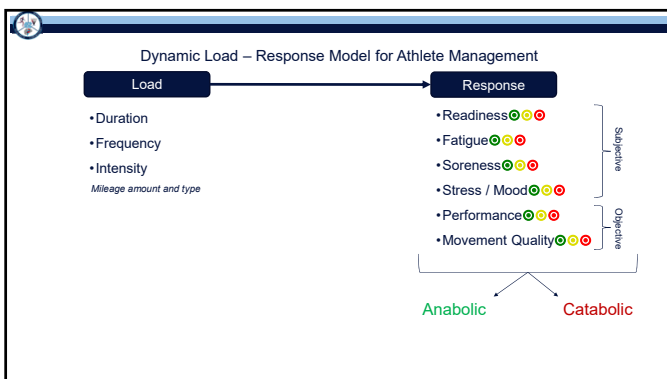 Dynamic Load – Response Model for Athlete Management
Load
Response
•Duration
•Frequency
•Intensity
Mileage amount and type
•Readiness
•Fatigue
•Soreness
•Stress / Mood
•Performance
•Movement Quality
Subjective
Objective
Anabolic
Catabolic